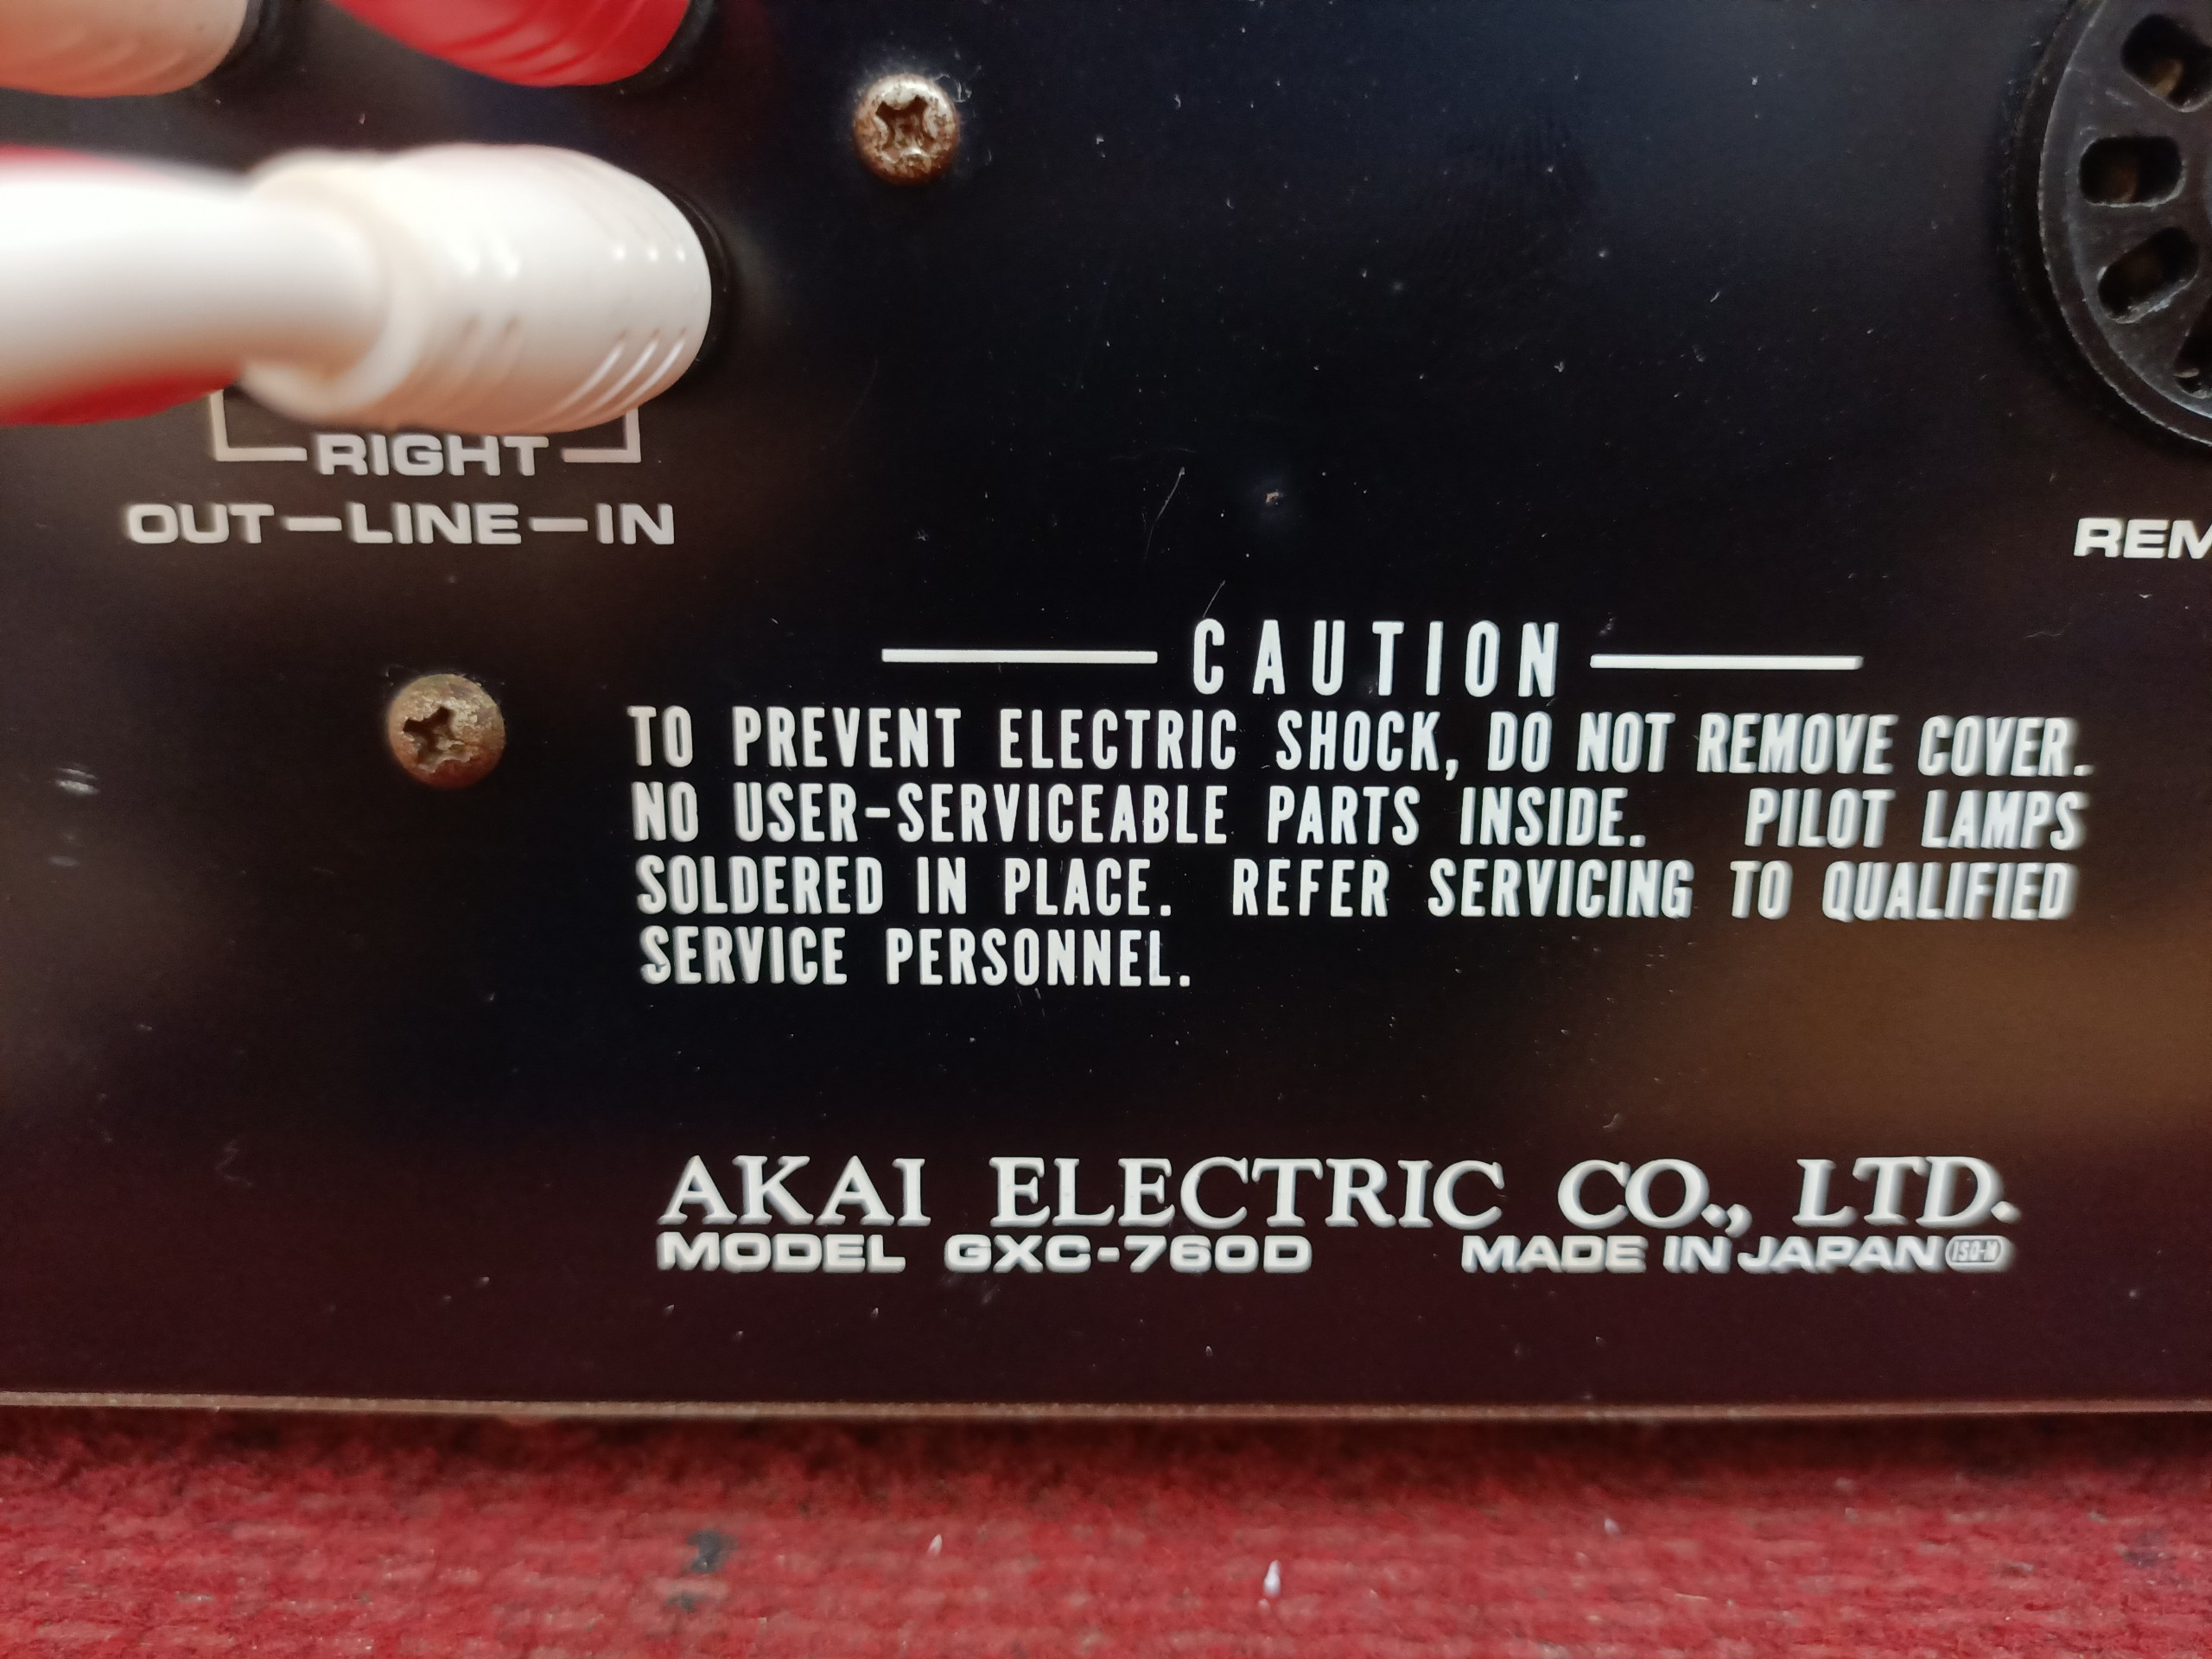 RIGHT
OUT-LINE-IN
REM
CAUTION
TO PREVENT ELECTRIC SHOCK, DO NOT REMOVE COVER.
NO USER-SERVICEABLE PARTS INSIDE. PILOT LAMPS
SOLDERED IN PLACE. REFER SERVICING TO QUALIFIED
SERVICE PERSONNEL.
AKAI ELECTRIC CO., LTD.
MODEL GXC-760D MADE IN JAPAN